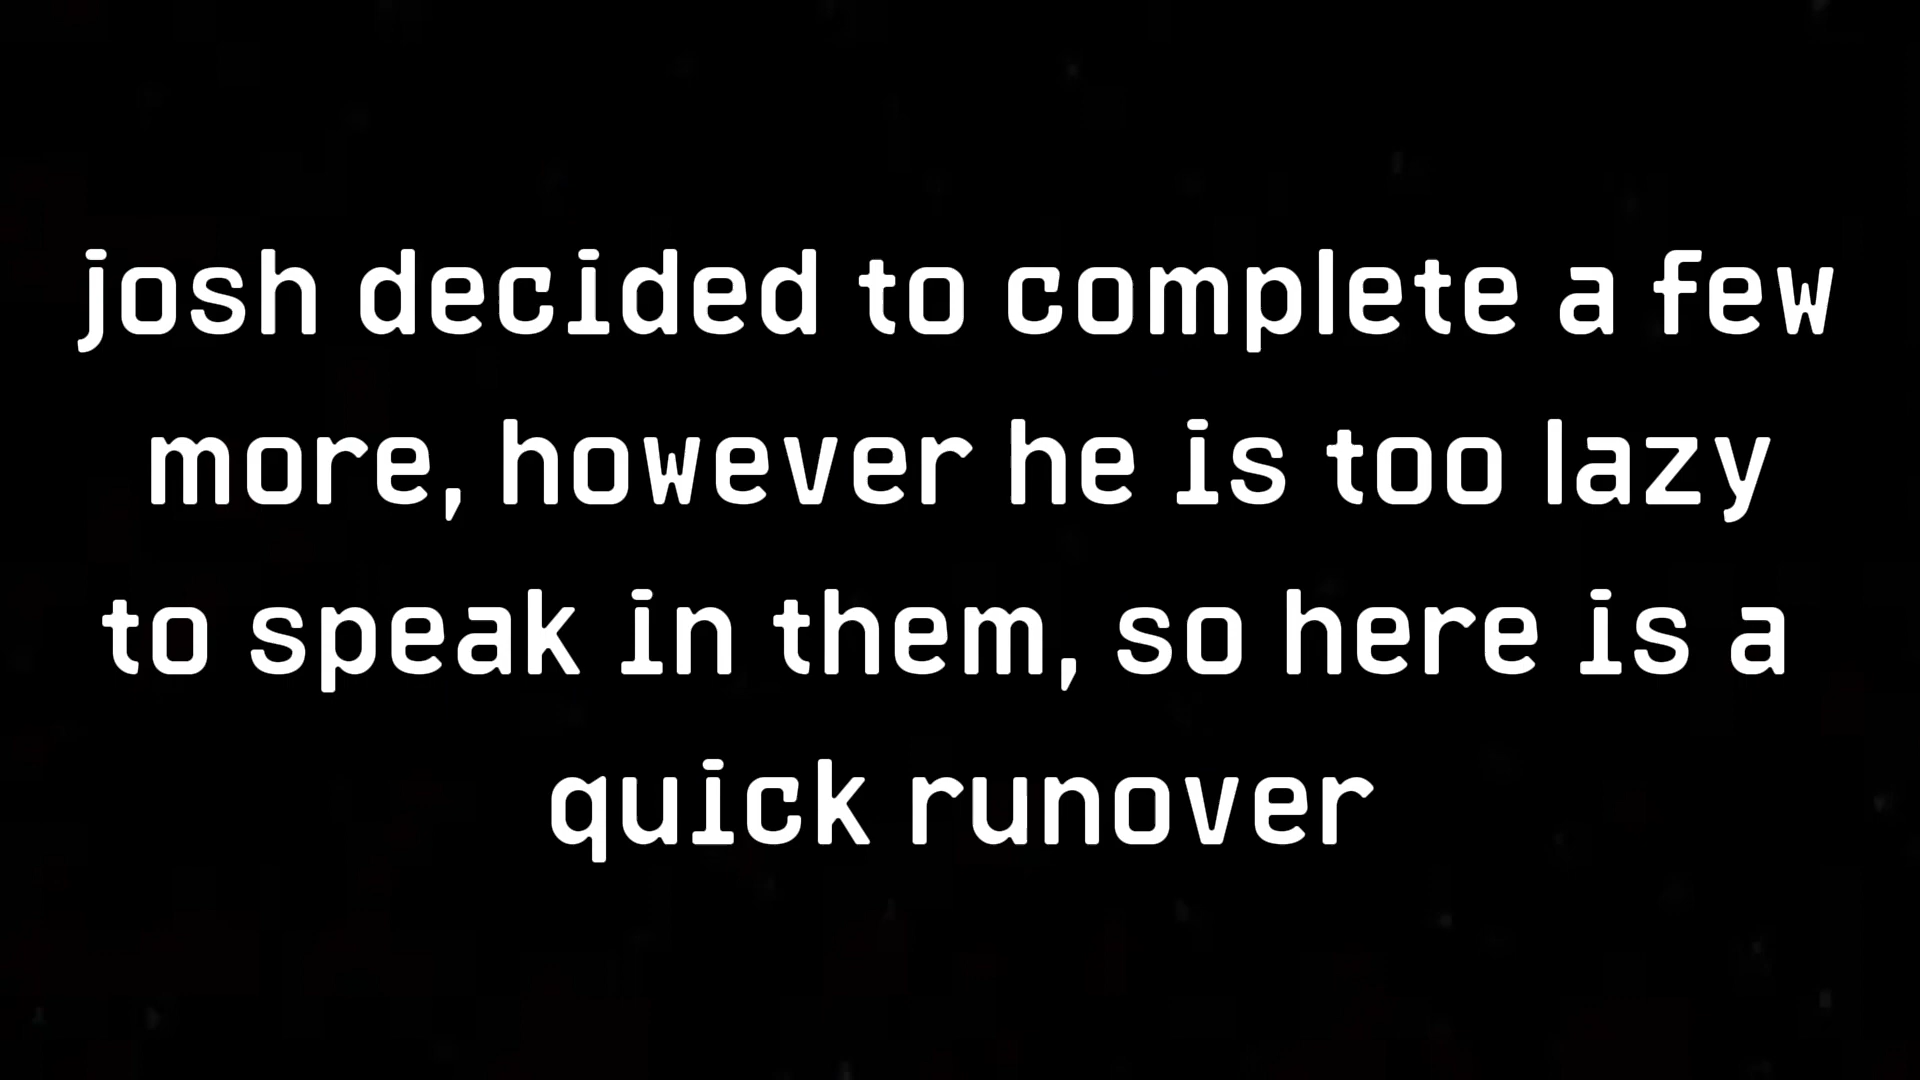 josh decided to complete a few
more, however he is too lazy
to speak in them, so here is a
quick runover